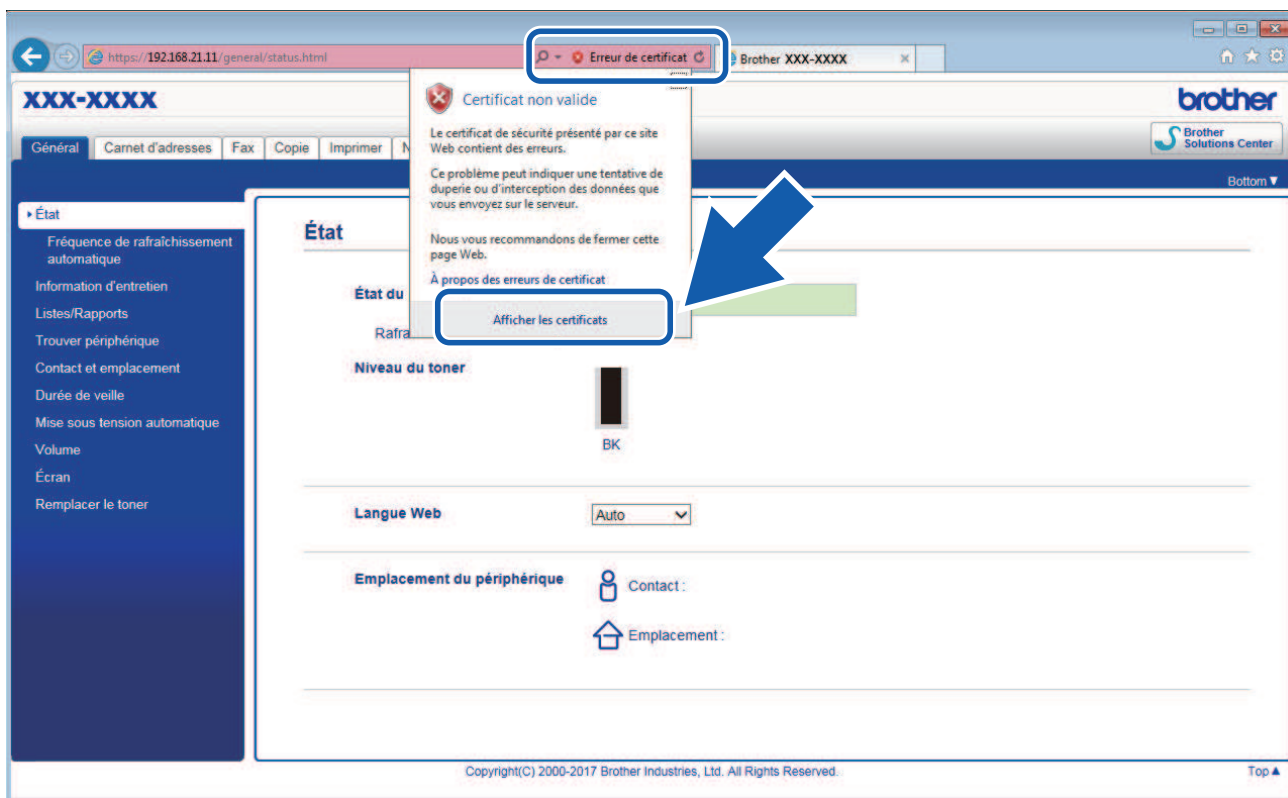 https://192.168.21.11/general/status.html
Erreur de certificat
Brother XXX-XXXX
XXX-XXXX
brother
Général
Carnet d'adresses
Fax
Copie
Imprimer
N
Brother
Solutions Center
Bottom▼
Certificat non valide
Le certificat de sécurité présenté par ce site
Web contient des erreurs.
Ce problème peut indiquer une tentative de
duperie ou d'interception des données que
vous envoyez sur le serveur.
Nous vous recommandons de fermer cette
page Web.
À propos des erreurs de certificat
Afficher les certificats
État
Fréquence de rafraîchissement
automatique
Information d'entretien
Listes/Rapports
Trouver périphérique
Contact et emplacement
Durée de veille
Mise sous tension automatique
Volume
Écran
Remplacer le toner
État
État du
Rafra
Niveau du toner
BK
Langue Web
Auto
Emplacement du périphérique
Contact :
Emplacement :
Copyright(C) 2000-2017 Brother Industries, Ltd. All Rights Reserved.
Top▲